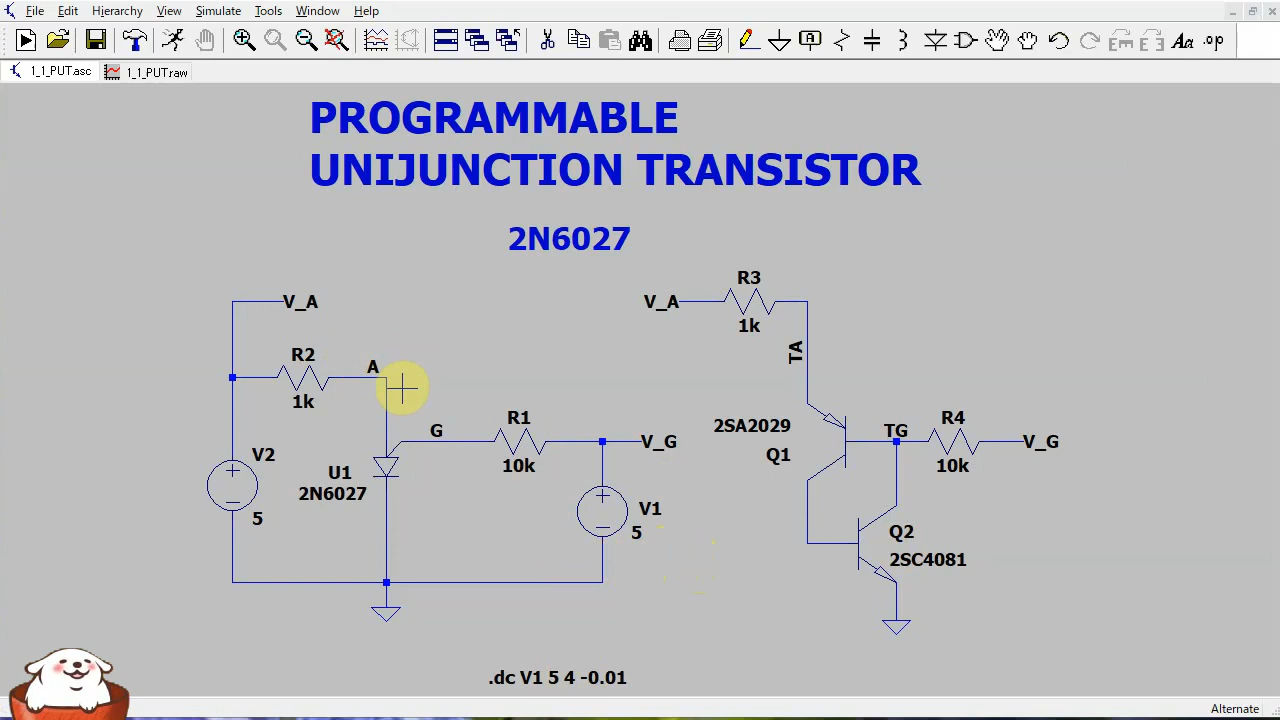 File Edit Hierarchy View Simulate Tools Window Help
1_1_PUT.asc 1_1_PUT.raw
PROGRAMMABLE
UNIJUNCTION TRANSISTOR
2N6027
V_A
R2
1k
A
G
V2
5
U1
2N6027
R1
10k
V_G
V1
5
V_A
R3
1k
TA
2SA2029
Q1
TG
R4
10k
V_G
Q2
2SC4081
.dc V1 5 4 -0.01
Alternate